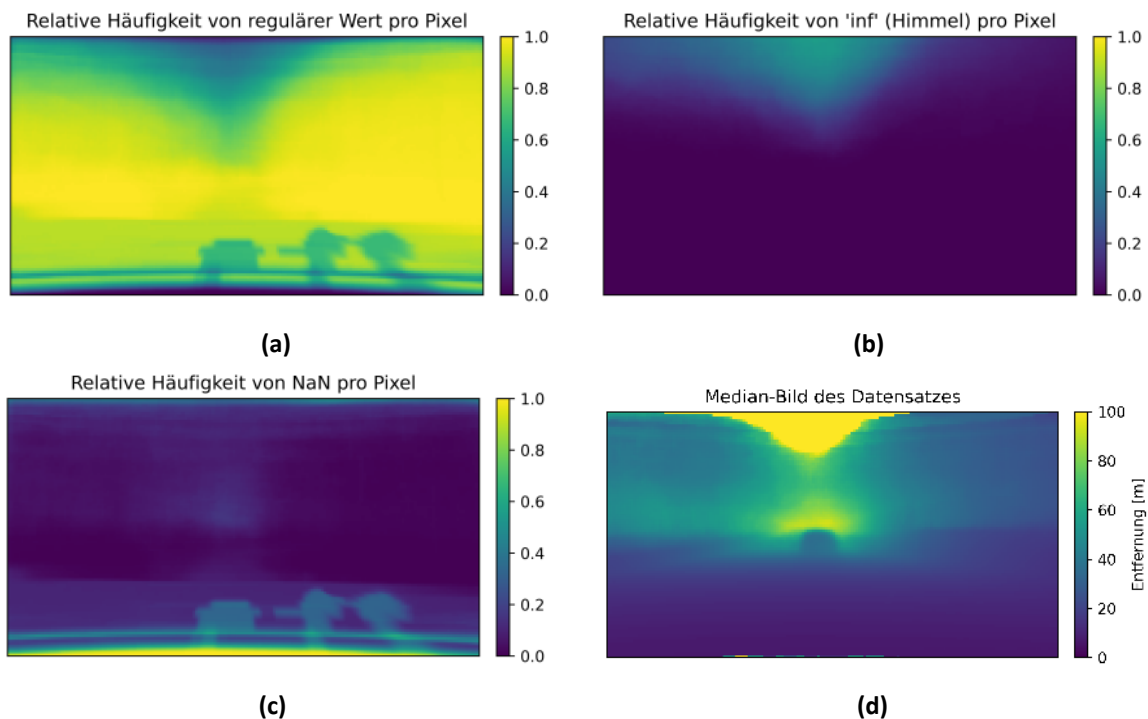 Relative Häufigkeit von regulärer Wert pro Pixel
1.0
0.8
0.6
0.4
0.2
0.0
(a)
Relative Häufigkeit von 'inf' (Himmel) pro Pixel
1.0
0.8
0.6
0.4
0.2
0.0
(b)
Relative Häufigkeit von NaN pro Pixel
1.0
0.8
0.6
0.4
0.2
0.0
(c)
Median-Bild des Datensatzes
100
80
60
40
20
0
Entfernung [m]
(d)